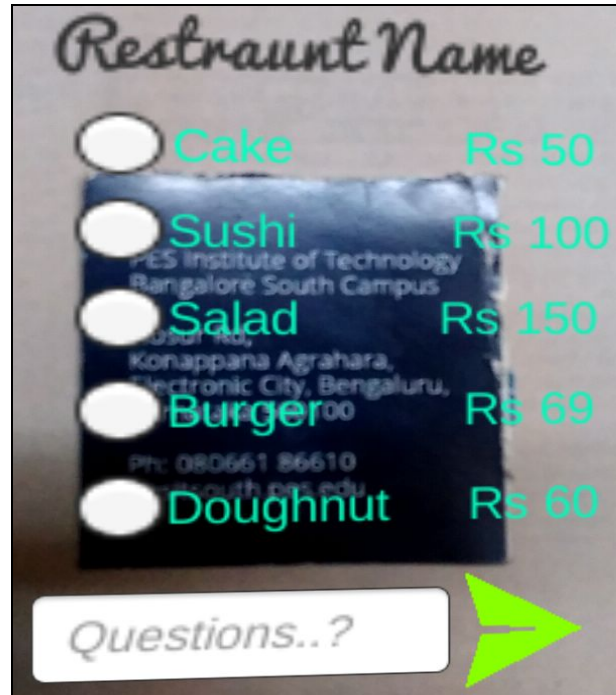 Restraunt Name
Cake Rs 50
Sushi Rs 100
PES Institute of Technology
Bangalore South Campus
Salad Rs 150
Konappana Agrahara,
Electronic City, Bengaluru,
Burger Rs 69
Ph: 080661 86610
Doughnut Rs 60
Questions..?